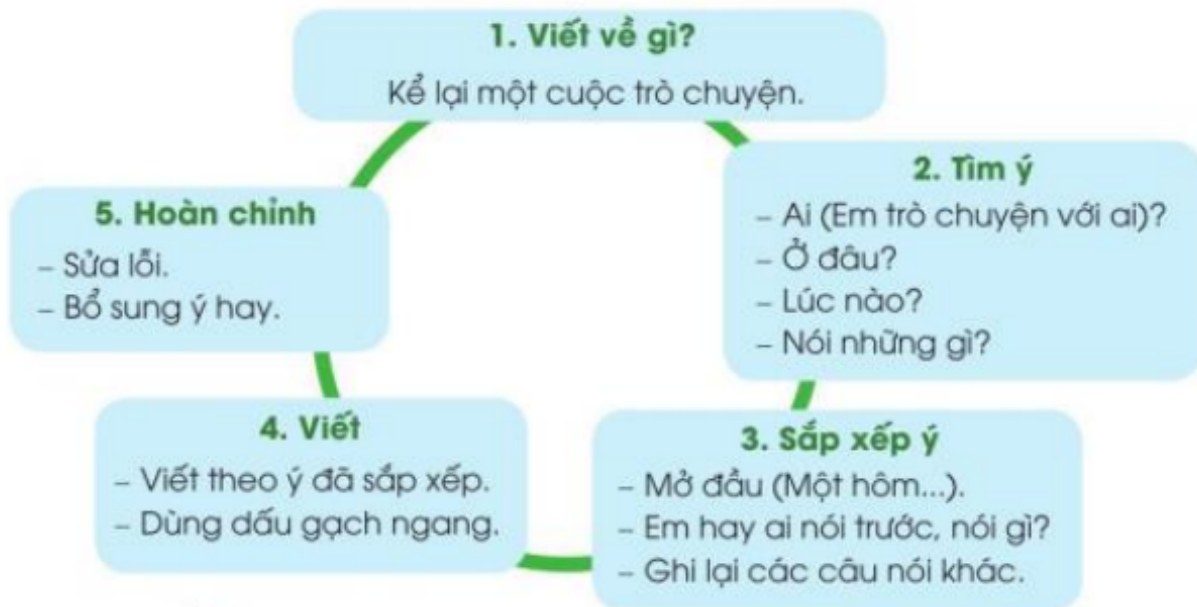 1. Viết về gì?
Kể lại một cuộc trò chuyện.
2. Tìm ý
– Ai (Em trò chuyện với ai)?
– Ở đâu?
– Lúc nào?
– Nói những gì?
3. Sắp xếp ý
– Mở đầu (Một hôm...).
– Em hay ai nói trước, nói gì?
– Ghi lại các câu nói khác.
4. Viết
– Viết theo ý đã sắp xếp.
– Dùng dấu gạch ngang.
5. Hoàn chỉnh
– Sửa lỗi.
– Bổ sung ý hay.